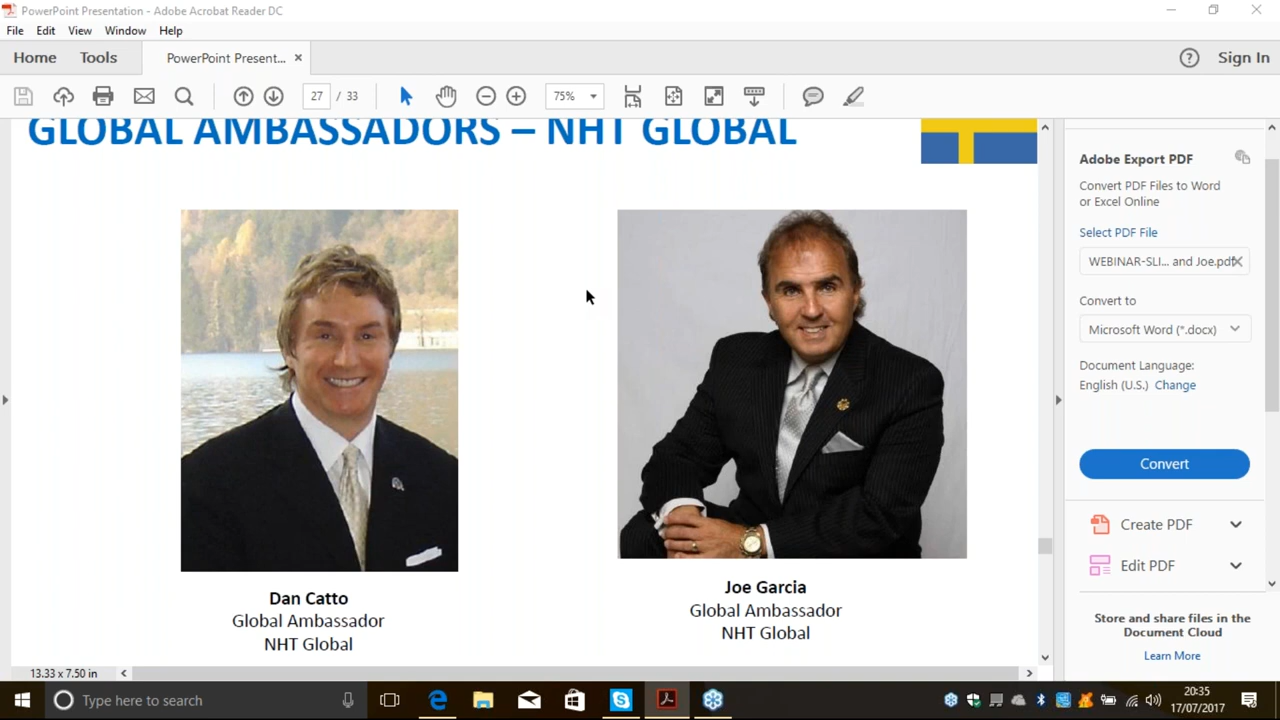 PowerPoint Presentation - Adobe Acrobat Reader DC
File Edit View Window Help
Home Tools PowerPoint Present... ×
Sign In
27 / 33
75%
GLOBAL AMBASSADORS – NHT GLOBAL
Dan Catto
Global Ambassador
NHT Global
Joe Garcia
Global Ambassador
NHT Global
13.33 x 7.50 in
Adobe Export PDF
Convert PDF Files to Word
or Excel Online
Select PDF File
WEBINAR-SLI... and Joe.pdf
Convert to
Microsoft Word (*.docx)
Document Language:
English (U.S.) Change
Convert
Create PDF
Edit PDF
Store and share files in the
Document Cloud
Learn More
Type here to search
20:35
17/07/2017